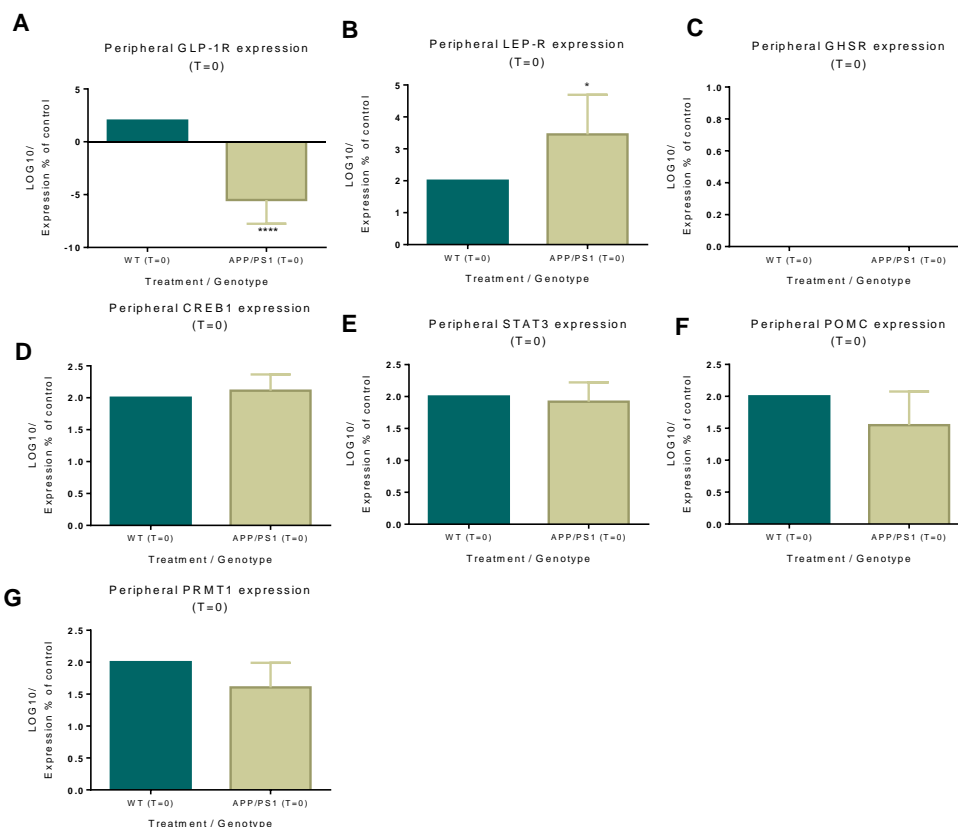 A
Peripheral GLP-1R expression
(T=0)
LOG10/
Expression % of control
5
0
-5
-10
****
WT (T=0)
APP/PS1 (T=0)
Treatment / Genotype
B
Peripheral LEP-R expression
(T=0)
LOG10/
Expression % of control
5
4
3
2
1
0
*
WT (T=0)
APP/PS1 (T=0)
Treatment / Genotype
C
Peripheral GHSR expression
(T=0)
LOG10/
Expression % of control
1.0
0.8
0.6
0.4
0.2
0.0
WT (T=0)
APP/PS1 (T=0)
Treatment / Genotype
D
Peripheral CREB1 expression
(T=0)
LOG10/
Expression % of control
2.5
2.0
1.5
1.0
0.5
0.0
WT (T=0)
APP/PS1 (T=0)
Treatment / Genotype
E
Peripheral STAT3 expression
(T=0)
LOG10/
Expression % of control
2.5
2.0
1.5
1.0
0.5
0.0
WT (T=0)
APP/PS1 (T=0)
Treatment / Genotype
F
Peripheral POMC expression
(T=0)
LOG10/
Expression % of control
2.5
2.0
1.5
1.0
0.5
0.0
WT (T=0)
APP/PS1 (T=0)
Treatment / Genotype
G
Peripheral PRMT1 expression
(T=0)
LOG10/
Expression % of control
2.5
2.0
1.5
1.0
0.5
0.0
WT (T=0)
APP/PS1 (T=0)
Treatment / Genotype